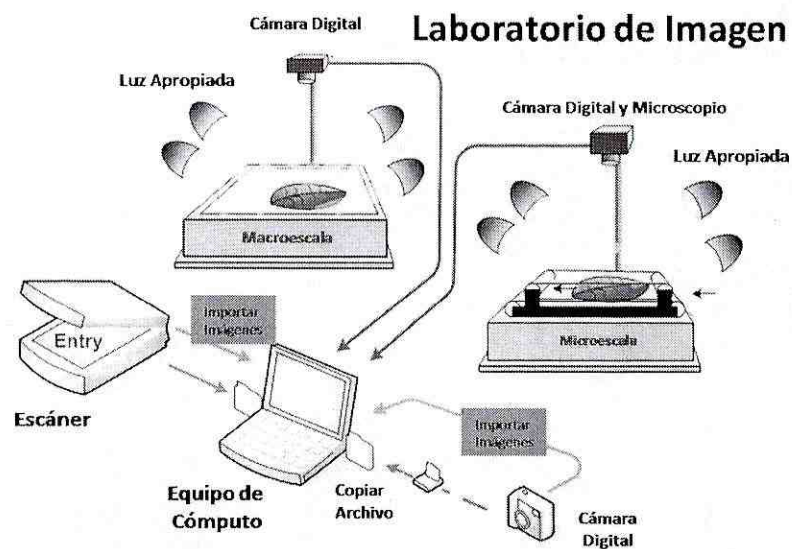 Laboratorio de Imagen
Cámara Digital
Luz Apropiada
Cámara Digital y Microscopio
Luz Apropiada
Macroescala
Microescala
Importar
Imágenes
Entry
Escáner
Importar
Imágenes
Equipo de
Cómputo
Copiar
Archivo
Cámara
Digital